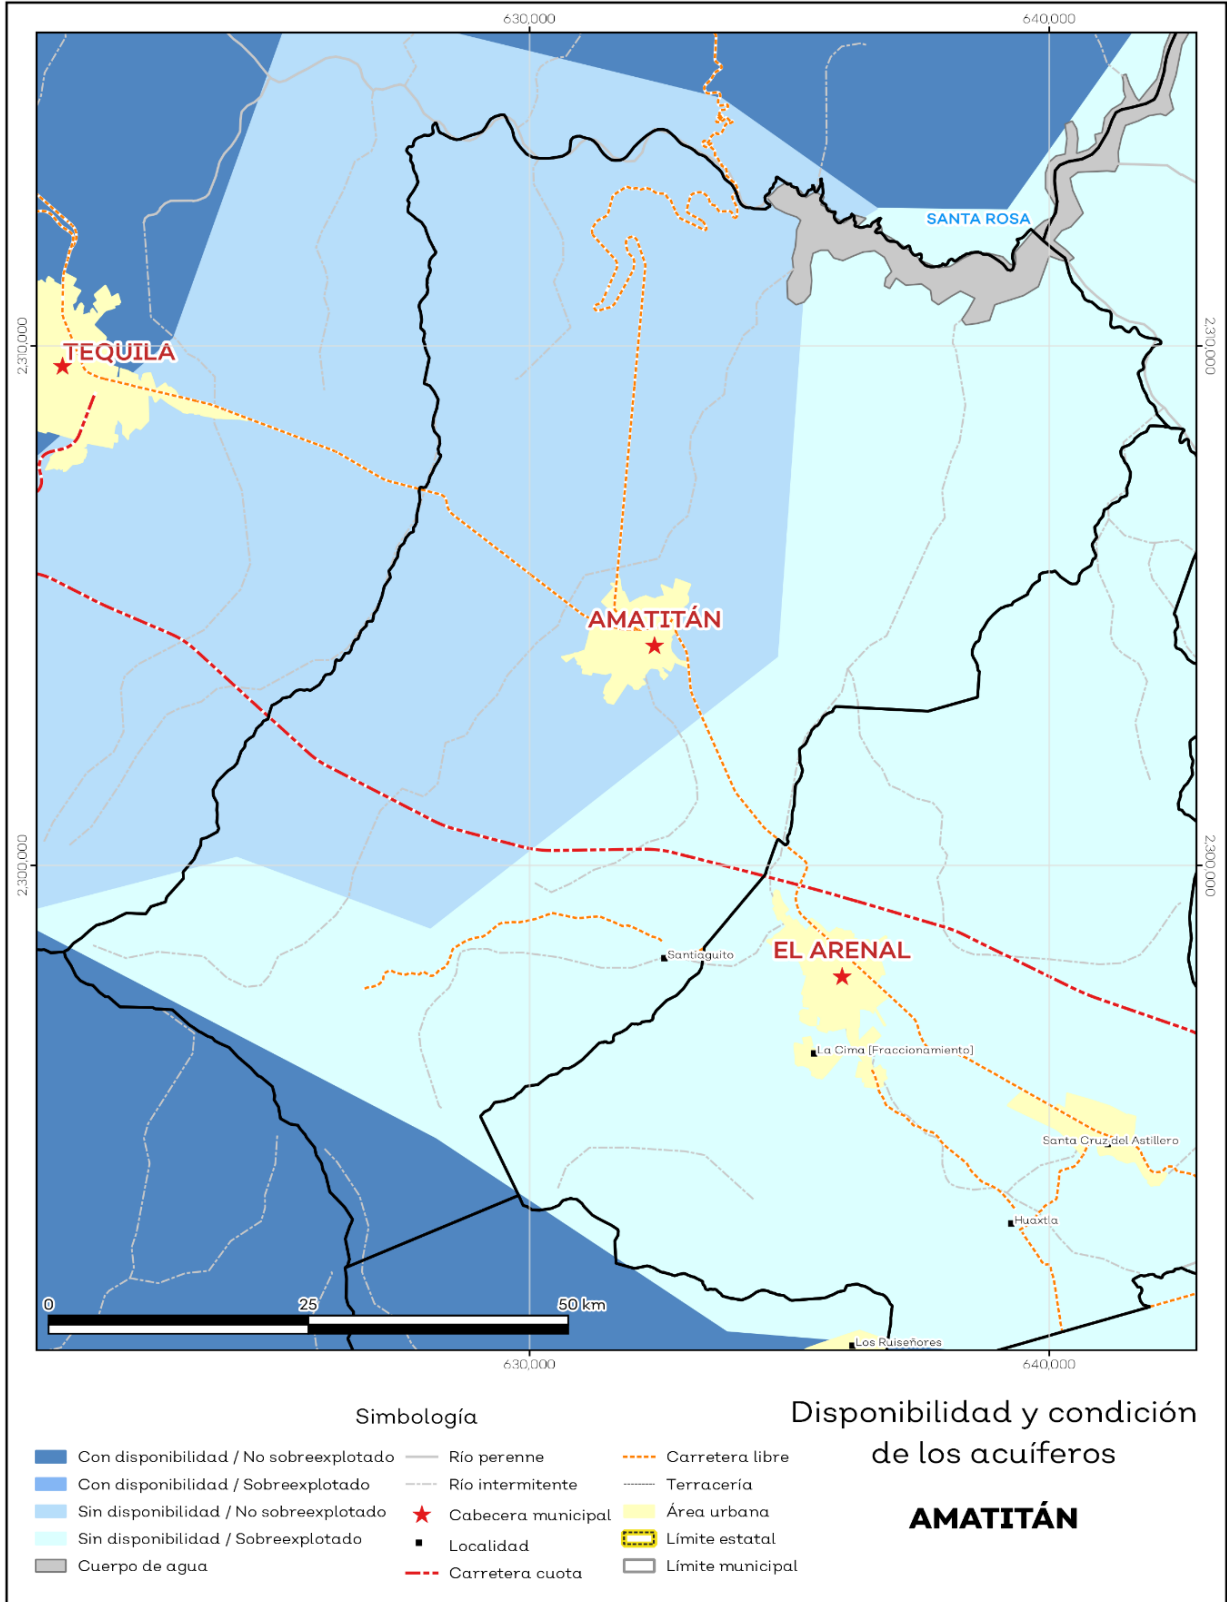 630,000
640,000
SANTA ROSA
2,310,000
2,310,000
TEQUILA
AMATITÁN
2,300,000
2,300,000
Santiaguito
EL ARENAL
La Cima [Fraccionamiento]
Santa Cruz del Astillero
Huaxtla
0
25
50 km
Los Ruiseñores
630,000
640,000
Simbología
Con disponibilidad / No sobreexplotado
Con disponibilidad / Sobreexplotado
Sin disponibilidad / No sobreexplotado
Sin disponibilidad / Sobreexplotado
Cuerpo de agua
Río perenne
Río intermitente
Cabecera municipal
Localidad
Carretera cuota
Carretera libre
Terracería
Área urbana
Límite estatal
Límite municipal
Disponibilidad y condición
de los acuíferos
AMATITÁN